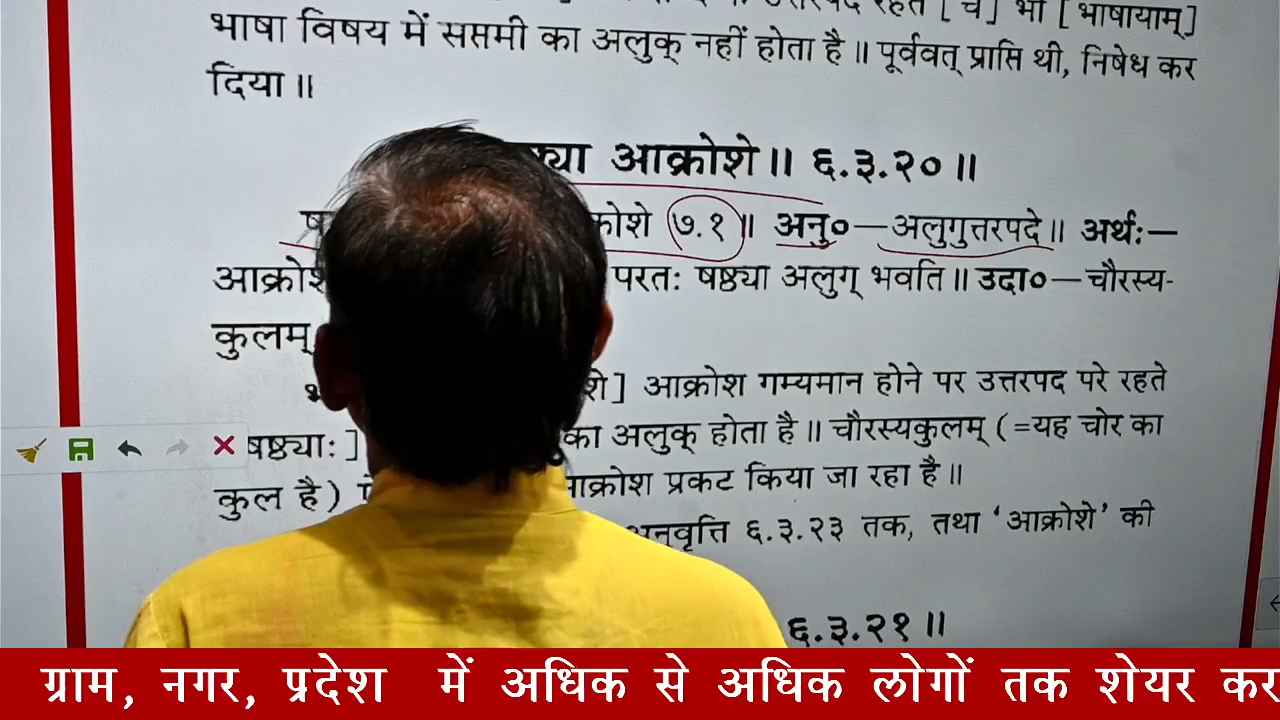 रहते [ च ] भी [ भाषायाम् ]
भाषा विषय में सप्तमी का अलुक् नहीं होता है ॥ पूर्ववत् प्राप्ति थी, निषेध कर
दिया ॥
आक्रोशे ॥ ६.३.२० ॥
७.१ ॥ अनु०—अलुगुत्तरपदे ॥ अर्थः—
परतः षष्ठ्या अलुग् भवति ॥ उदा०—चौरस्य-
कुलम्
आक्रोश गम्यमान होने पर उत्तरपद परे रहते
षष्ठ्याः ] का अलुक् होता है ॥ चौरस्यकुलम् ( =यह चोर का
कुल है ) आक्रोश प्रकट किया जा रहा है ॥
अनुवृत्ति ६.३.२३ तक, तथा ‘आक्रोशे’ की
६.३.२१ ॥
ग्राम, नगर, प्रदेश में अधिक से अधिक लोगों तक शेयर कर